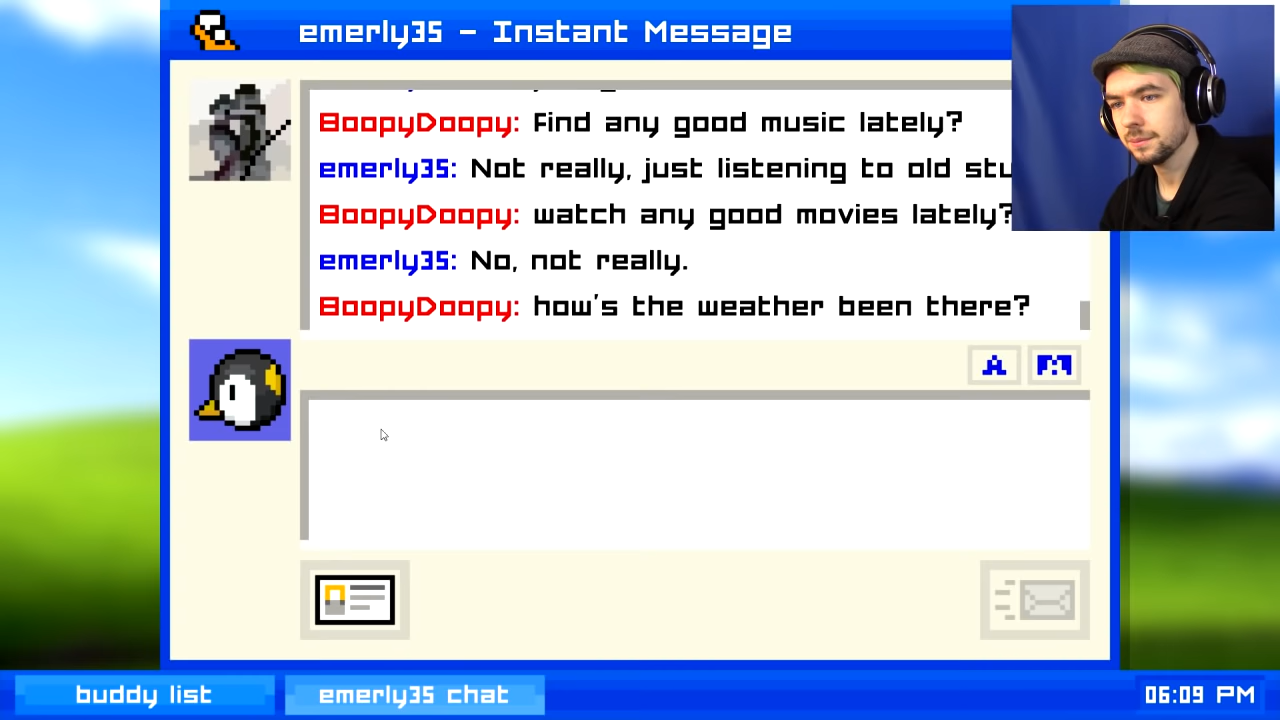 emerly35 - Instant Message
BoopyDoopy: Find any good music lately?
emerly35: Not really, just listening to old
BoopyDoopy: watch any good movies lately?
emerly35: No, not really.
BoopyDoopy: how's the weather been there?
A
buddy list
emerly35 chat
06:09 PM